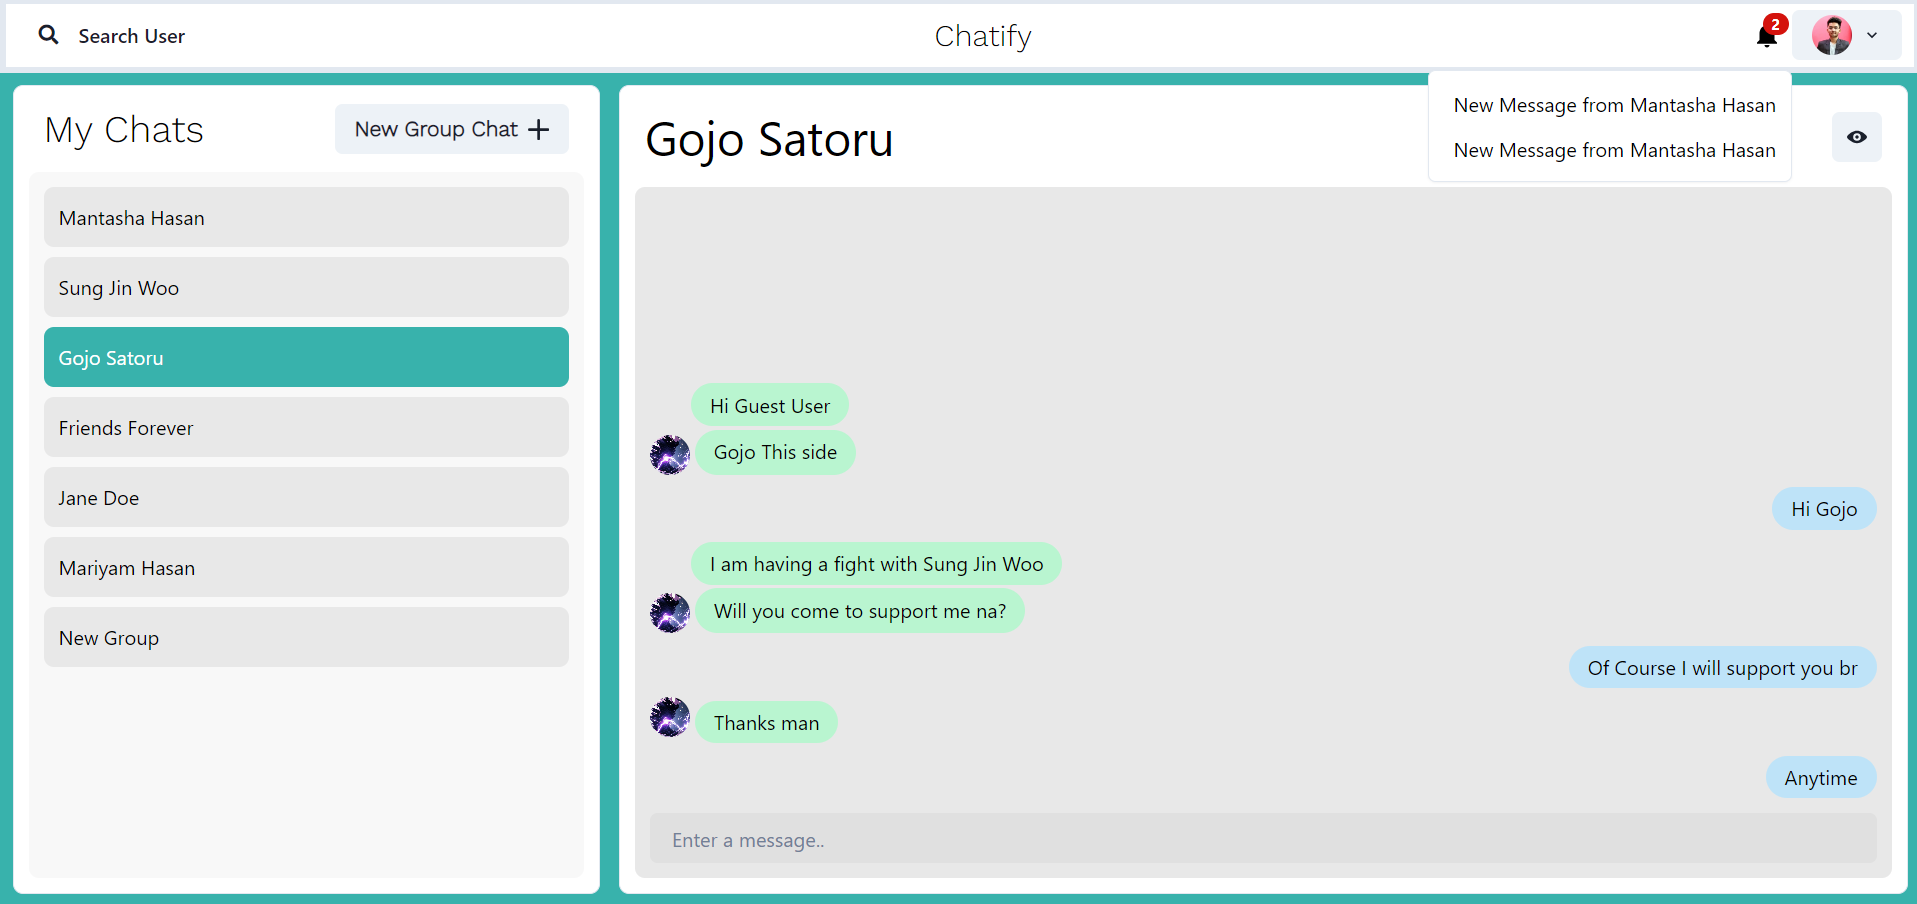 Search User
Chatify
2
New Message from Mantasha Hasan
New Message from Mantasha Hasan
My Chats
New Group Chat
Mantasha Hasan
Sung Jin Woo
Gojo Satoru
Friends Forever
Jane Doe
Mariyam Hasan
New Group
Gojo Satoru
Hi Guest User
Gojo This side
Hi Gojo
I am having a fight with Sung Jin Woo
Will you come to support me na?
Of Course I will support you br
Thanks man
Anytime
Enter a message..